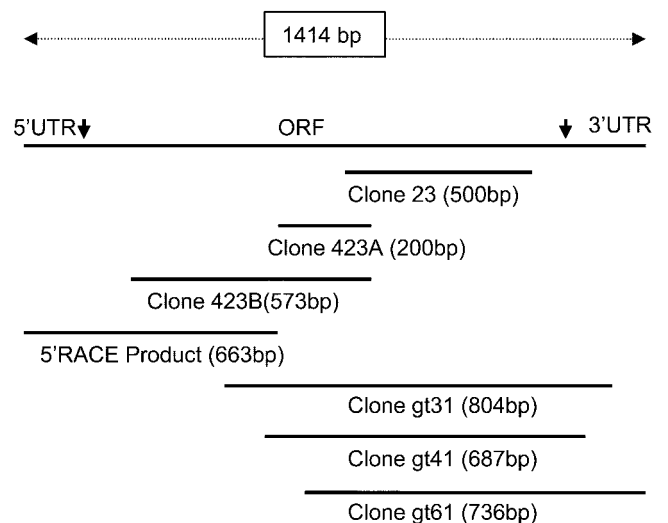 1414 bp
5'UTR ORF 3'UTR
Clone 23 (500bp)
Clone 423A (200bp)
Clone 423B(573bp)
5'RACE Product (663bp)
Clone gt31 (804bp)
Clone gt41 (687bp)
Clone gt61 (736bp)